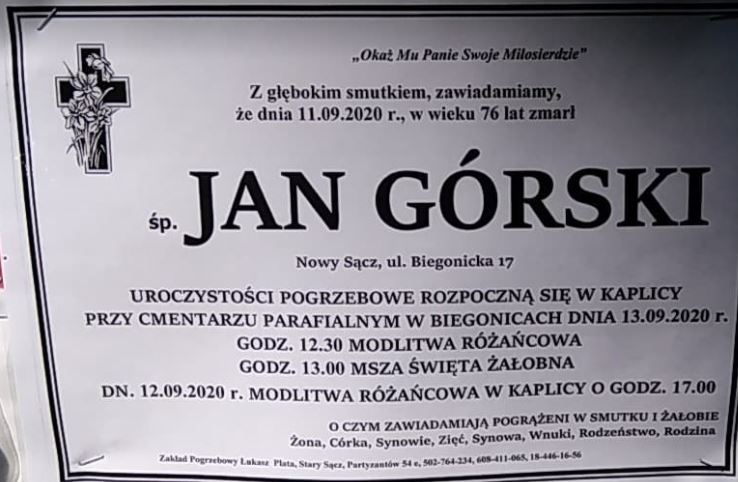 „Okaż Mu Panie Swoje Miłosierdzie”
Z głębokim smutkiem, zawiadamiamy,
że dnia 11.09.2020 r., w wieku 76 lat zmarł
śp. JAN GÓRSKI
Nowy Sącz, ul. Biegonicka 17
UROCZYSTOŚCI POGRZEBOWE ROZPOCZNĄ SIĘ W KAPLICY
PRZY CMENTARZU PARAFIALNYM W BIEGONICACH DNIA 13.09.2020 r.
GODZ. 12.30 MODLITWA RÓŻAŃCOWA
GODZ. 13.00 MSZA ŚWIĘTA ŻAŁOBNA
DN. 12.09.2020 r. MODLITWA RÓŻAŃCOWA W KAPLICY O GODZ. 17.00
O CZYM ZAWIADAMIAJĄ POGRĄŻENI W SMUTKU I ŻAŁOBIE
Żona, Córka, Synowie, Zięć, Synowa, Wnuki, Rodzeństwo, Rodzina
Zakład Pogrzebowy Łukasz Plata, Stary Sącz, Partyzantów 54 e, 502-764-234, 608-411-065, 18-446-16-56